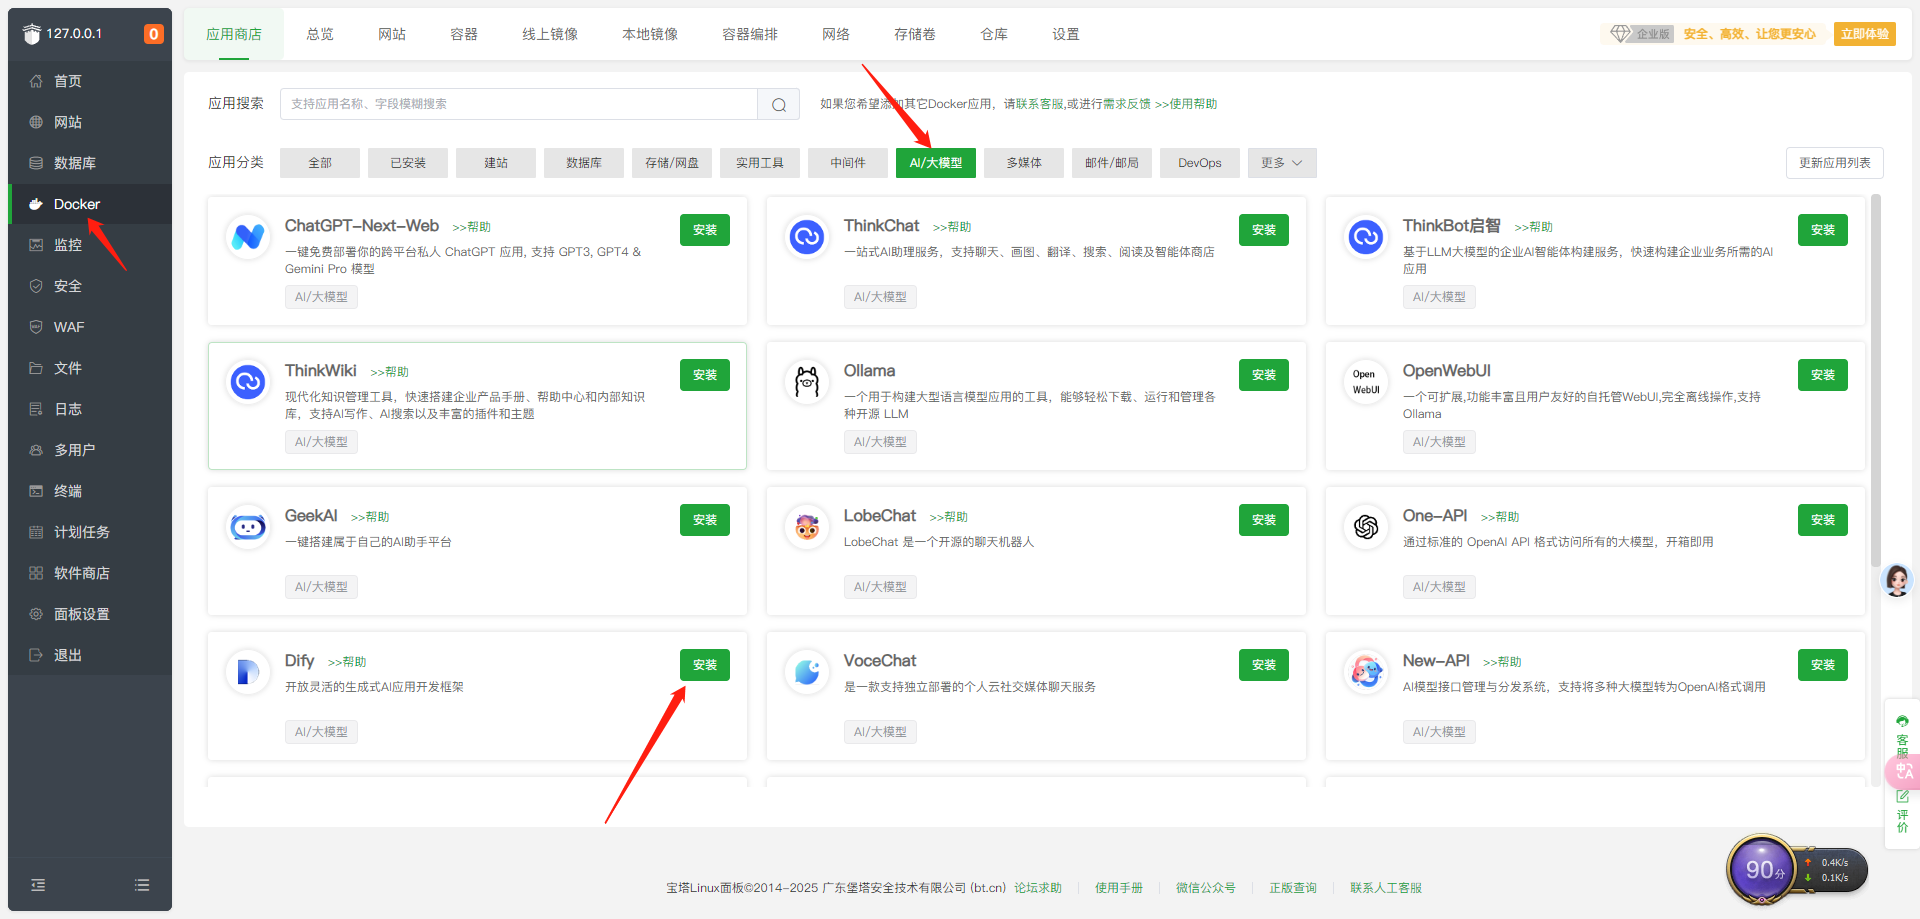 127.0.0.1
0
首页
网站
数据库
Docker
监控
安全
WAF
文件
日志
多用户
终端
计划任务
软件商店
面板设置
退出
应用商店
总览
网站
容器
线上镜像
本地镜像
容器编排
网络
存储卷
仓库
设置
企业版
安全、高效、让您更安心
立即体验
应用搜索
支持应用名称、字段模糊搜索
如果您希望添加其它Docker应用，请联系客服,或进行需求反馈 >>使用帮助
应用分类
全部
已安装
建站
数据库
存储/网盘
实用工具
中间件
AI/大模型
多媒体
邮件/邮局
DevOps
更多
更新应用列表
ChatGPT-Next-Web >>帮助
安装
一键免费部署你的跨平台私人 ChatGPT 应用, 支持 GPT3, GPT4 &
Gemini Pro 模型
AI/大模型
ThinkChat >>帮助
安装
一站式AI助理服务，支持聊天、画图、翻译、搜索、阅读及智能体商店
AI/大模型
ThinkBot启智 >>帮助
安装
基于LLM大模型的企业AI智能体构建服务，快速构建企业业务所需的AI
应用
AI/大模型
ThinkWiki >>帮助
安装
现代化知识管理工具，快速搭建企业产品手册、帮助中心和内部知识
库，支持AI写作、AI搜索以及丰富的插件和主题
AI/大模型
Ollama
安装
一个用于构建大型语言模型应用的工具，能够轻松下载、运行和管理各
种开源 LLM
AI/大模型
Open
WebUI
OpenWebUI
安装
一个可扩展,功能丰富且用户友好的自托管WebUI,完全离线操作,支持
Ollama
AI/大模型
GeekAI >>帮助
安装
一键搭建属于自己的AI助手平台
AI/大模型
LobeChat >>帮助
安装
LobeChat 是一个开源的聊天机器人
AI/大模型
One-API >>帮助
安装
通过标准的 OpenAI API 格式访问所有的大模型，开箱即用
AI/大模型
Dify >>帮助
安装
开放灵活的生成式AI应用开发框架
AI/大模型
VoceChat
安装
是一款支持独立部署的个人云社交媒体聊天服务
AI/大模型
New-API >>帮助
安装
AI模型接口管理与分发系统，支持将多种大模型转为OpenAI格式调用
AI/大模型
客服
评价
90分
0.4K/s
0.1K/s
宝塔Linux面板©2014-2025 广东堡塔安全技术有限公司 (bt.cn)
论坛求助
使用手册
微信公众号
正版查询
联系人工客服